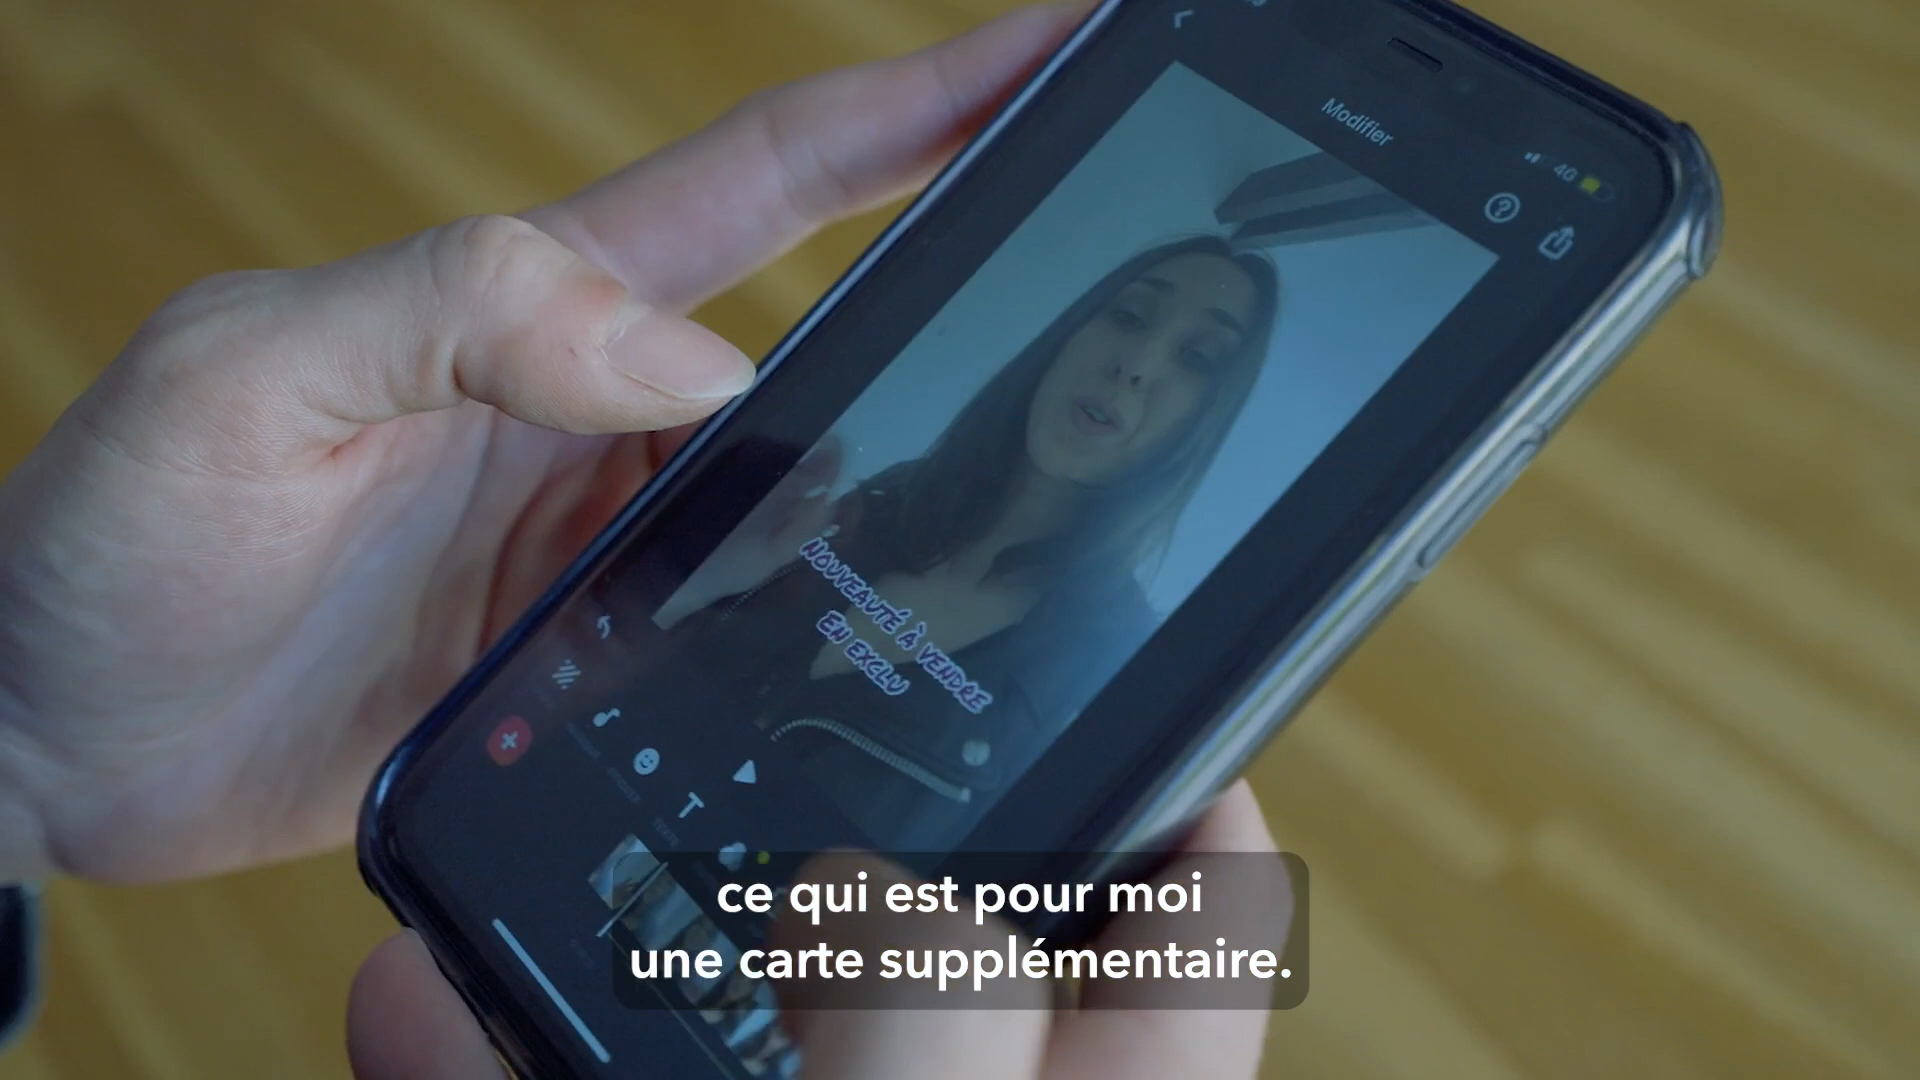 Modifier
4G
NOUVEAUTÉ À VENDRE
EN EXCLU
ce qui est pour moi
une carte supplémentaire.